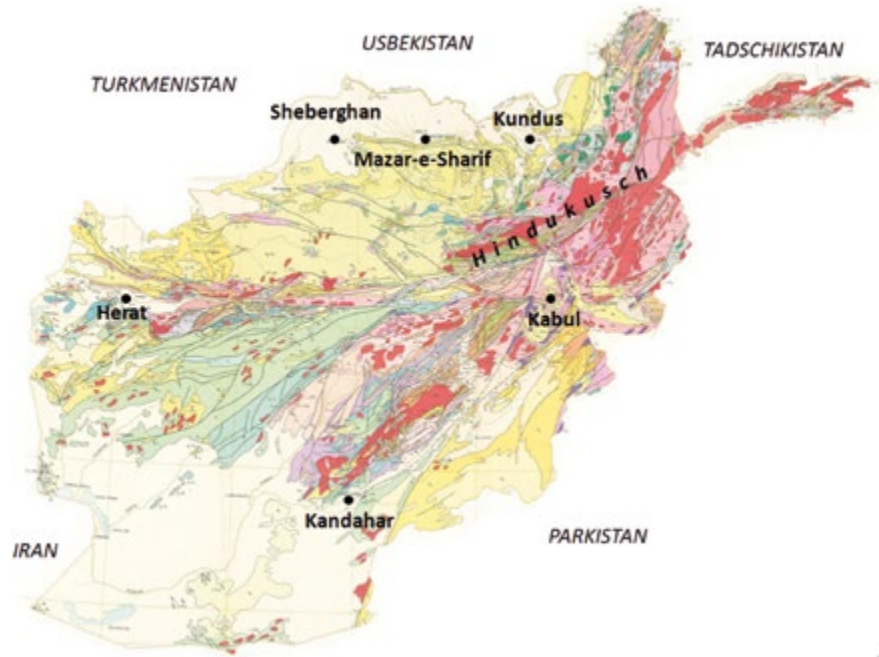 USBEKISTAN
TADSCHIKISTAN
TURKMENISTAN
Sheberghan
Kundus
Mazar-e-Sharif
Hindukusch
Herat
Kabul
Kandahar
IRAN
PARKISTAN